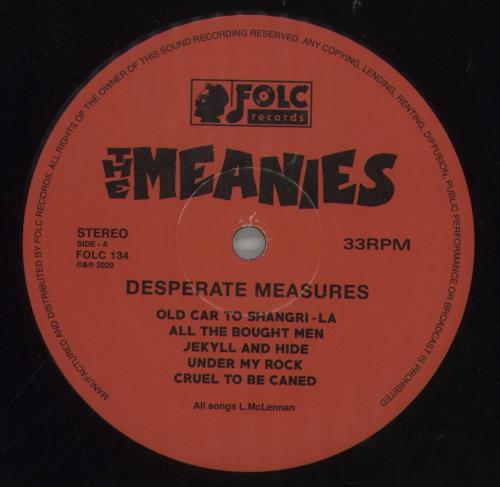 MANUFACTURED AND DISTRIBUTED BY FOLC RECORDS. ALL RIGHTS OF THE OWNER OF THIS SOUND RECORDING RESERVED. ANY COPYING, LENDING, RENTING, DIFFUSION, PUBLIC PERFORMANCE OR BROADCAST IS PROHIBITED
FOLC
records
THE MEANIES
STEREO
SIDE - A
FOLC 134
©&℗ 2020
33RPM
DESPERATE MEASURES
OLD CAR TO SHANGRI-LA
ALL THE BOUGHT MEN
JEKYLL AND HIDE
UNDER MY ROCK
CRUEL TO BE CANED
All songs L.McLennan